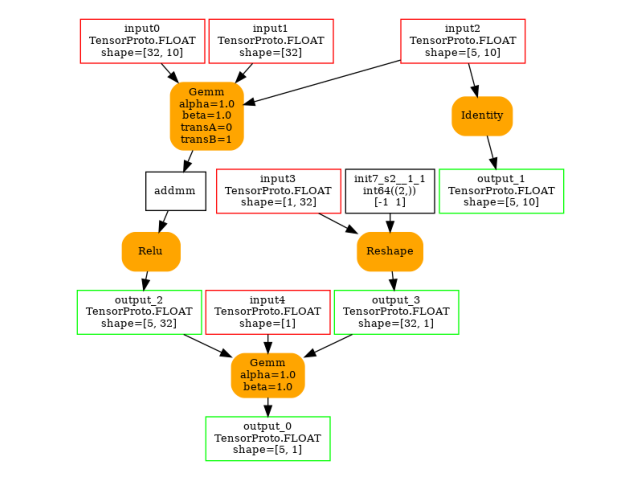 input0
TensorProto.FLOAT
shape=[32, 10]
input1
TensorProto.FLOAT
shape=[32]
input2
TensorProto.FLOAT
shape=[5, 10]
Gemm
alpha=1.0
beta=1.0
transA=0
transB=1
Identity
addmm
input3
TensorProto.FLOAT
shape=[1, 32]
init7_s2__1_1
int64((2,))
[-1 1]
output_1
TensorProto.FLOAT
shape=[5, 10]
Relu
Reshape
output_2
TensorProto.FLOAT
shape=[5, 32]
input4
TensorProto.FLOAT
shape=[1]
output_3
TensorProto.FLOAT
shape=[32, 1]
Gemm
alpha=1.0
beta=1.0
output_0
TensorProto.FLOAT
shape=[5, 1]